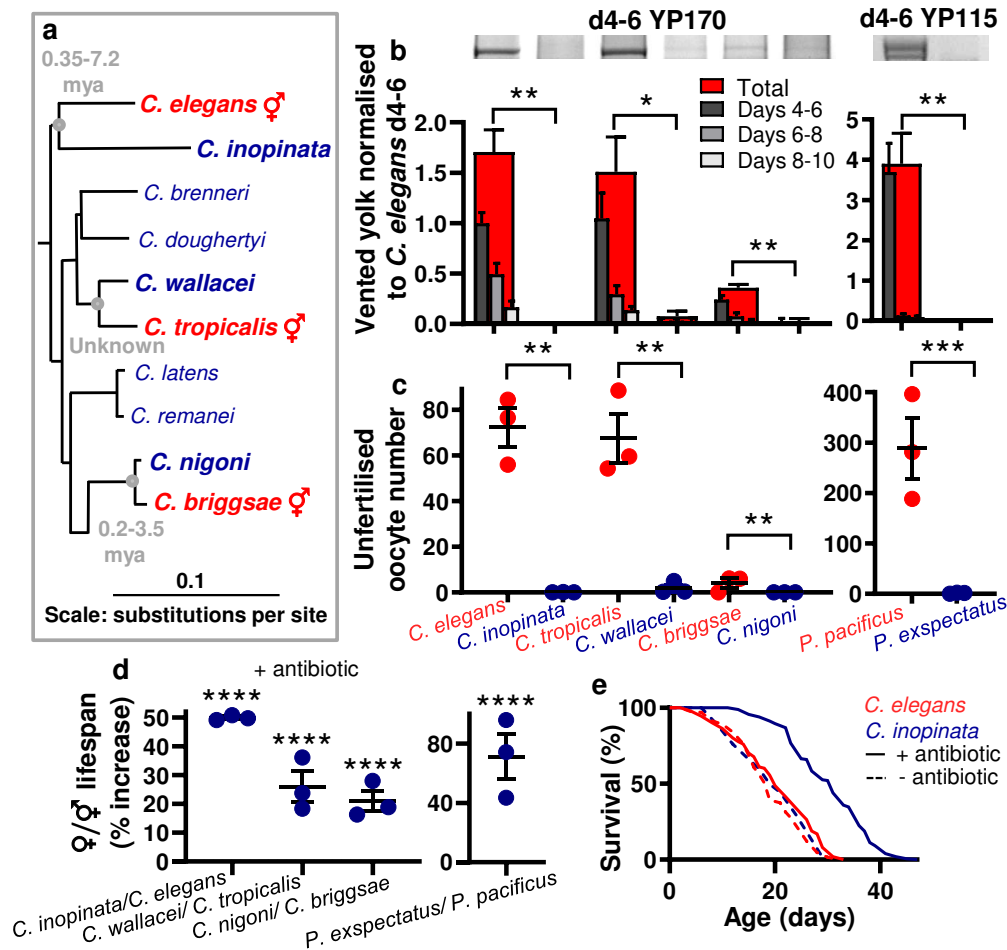 a
0.35-7.2
mya
C. elegans ⚥
C. inopinata
C. brenneri
C. doughertyi
C. wallacei
C. tropicalis ⚥
Unknown
C. latens
C. remanei
C. nigoni
C. briggsae ⚥
0.2-3.5
mya
0.1
Scale: substitutions per site
b
d4-6 YP170
d4-6 YP115
Vented yolk normalised
to C. elegans d4-6
2.0
1.5
1.0
0.5
0.0
Total
Days 4-6
Days 6-8
Days 8-10
**
*
**
5
4
3
2
1
0
**
c
Unfertilised
oocyte number
80
60
40
20
0
**
**
**
400
300
200
100
0
***
C. elegans
C. inopinata
C. tropicalis
C. wallacei
C. briggsae
C. nigoni
P. pacificus
P. exspectatus
d
+ antibiotic
♀/⚥ lifespan
(% increase)
50
40
30
20
10
0
****
****
****
80
40
0
****
C. inopinata/C. elegans
C. wallacei/ C. tropicalis
C. nigoni/ C. briggsae
P. exspectatus/ P. pacificus
e
Survival (%)
100
50
0
0
20
40
Age (days)
C. elegans
C. inopinata
+ antibiotic
- antibiotic